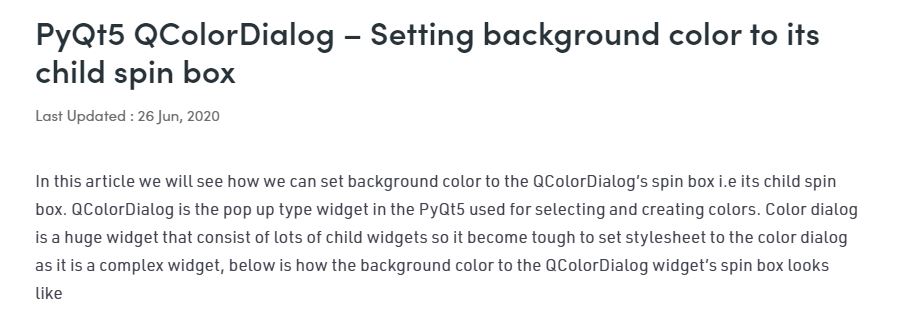 PyQt5 QColorDialog – Setting background color to its
child spin box
Last Updated : 26 Jun, 2020
In this article we will see how we can set background color to the QColorDialog's spin box i.e its child spin
box. QColorDialog is the pop up type widget in the PyQt5 used for selecting and creating colors. Color dialog
is a huge widget that consist of lots of child widgets so it become tough to set stylesheet to the color dialog
as it is a complex widget, below is how the background color to the QColorDialog widget's spin box looks
like